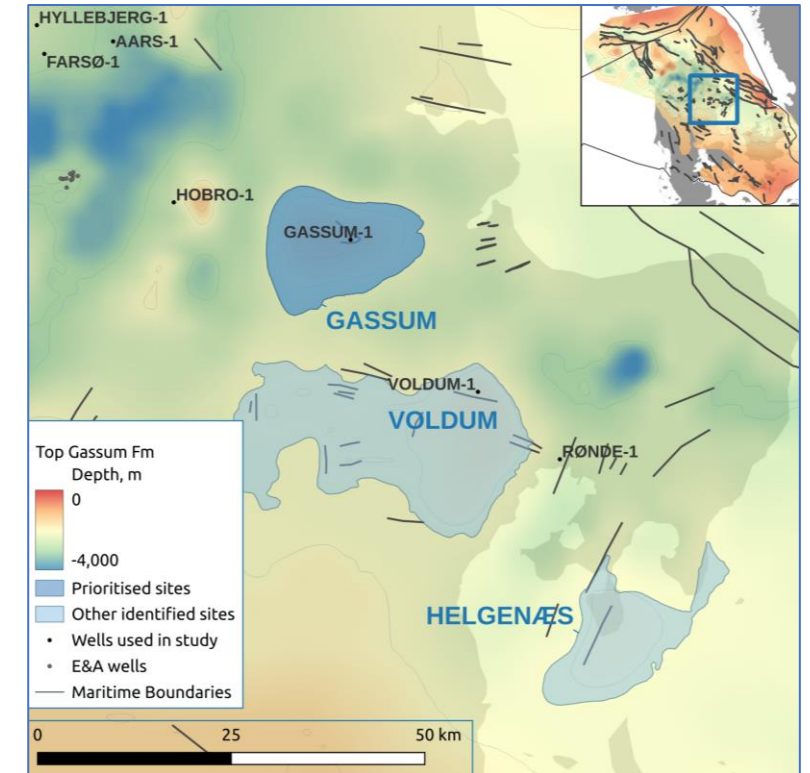 HYLLEBJERG-1
AARS-1
FARSØ-1
HOBRO-1
GASSUM-1
GASSUM
VOLDUM-1
VOLDUM
RØNDE-1
HELGENÆS
Top Gassum Fm
Depth, m
0
-4,000
Prioritised sites
Other identified sites
Wells used in study
E&A wells
Maritime Boundaries
0 25 50 km